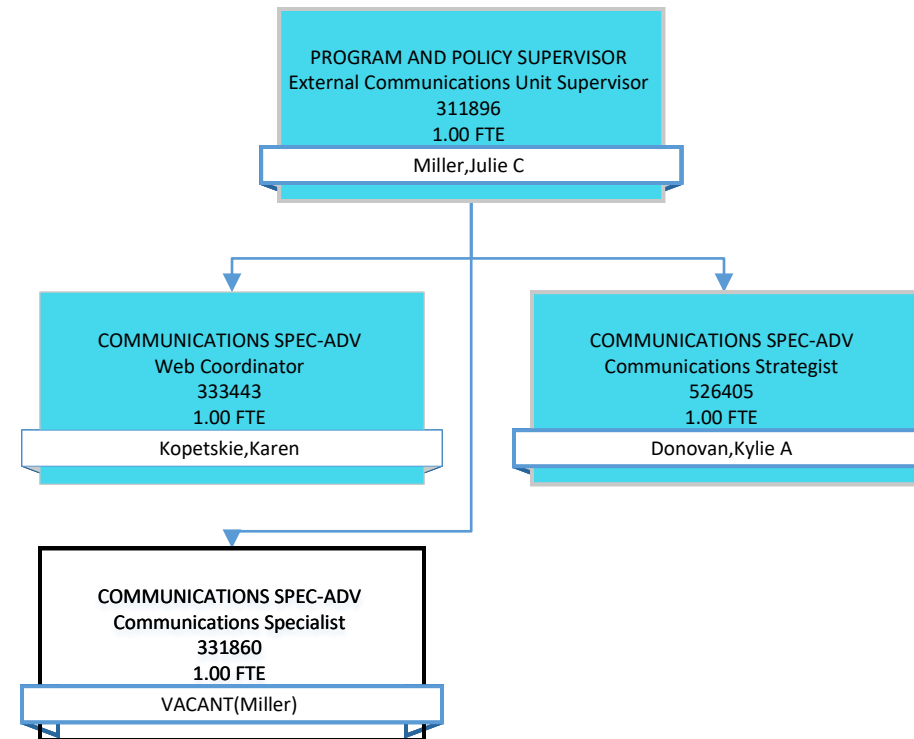 PROGRAM AND POLICY SUPERVISOR
External Communications Unit Supervisor
311896
1.00 FTE
Miller,Julie C
COMMUNICATIONS SPEC-ADV
Web Coordinator
333443
1.00 FTE
Kopetskie,Karen
COMMUNICATIONS SPEC-ADV
Communications Strategist
526405
1.00 FTE
Donovan,Kylie A
COMMUNICATIONS SPEC-ADV
Communications Specialist
331860
1.00 FTE
VACANT(Miller)